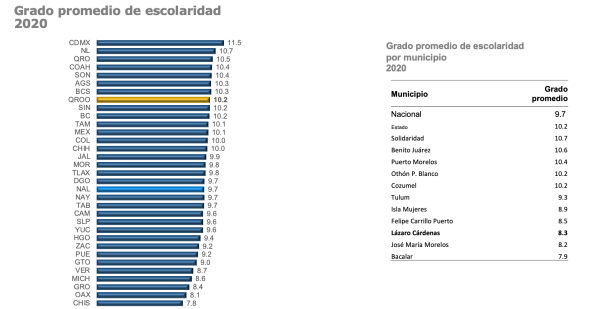 Grado promedio de escolaridad
2020
CDMX 11.5
NL 10.7
QRO 10.5
COAH 10.4
SON 10.4
AGS 10.3
BCS 10.3
QROO 10.2
SIN 10.2
BC 10.2
TAM 10.1
MEX 10.1
COL 10.0
CHIH 10.0
JAL 9.9
MOR 9.8
TLAX 9.8
DGO 9.7
NAL 9.7
NAY 9.7
TAB 9.7
CAM 9.6
SLP 9.6
YUC 9.6
HGO 9.4
ZAC 9.2
PUE 9.2
GTO 9.0
VER 8.7
MICH 8.6
GRO 8.4
OAX 8.1
CHIS 7.8
Grado promedio de escolaridad
por municipio
2020
Municipio Grado
promedio
Nacional 9.7
Estado 10.2
Solidaridad 10.7
Benito Juárez 10.6
Puerto Morelos 10.4
Othón P. Blanco 10.2
Cozumel 10.2
Tulum 9.3
Isla Mujeres 8.9
Felipe Carrillo Puerto 8.5
Lázaro Cárdenas 8.3
José María Morelos 8.2
Bacalar 7.9